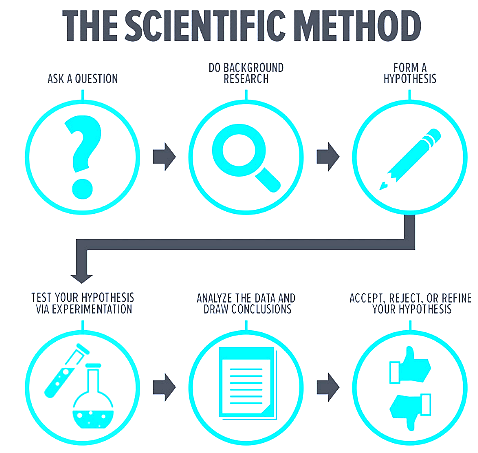 THE SCIENTIFIC METHOD
ASK A QUESTION
DO BACKGROUND
RESEARCH
FORM A
HYPOTHESIS
TEST YOUR HYPOTHESIS
VIA EXPERIMENTATION
ANALYZE THE DATA AND
DRAW CONCLUSIONS
ACCEPT, REJECT, OR REFINE
YOUR HYPOTHESIS